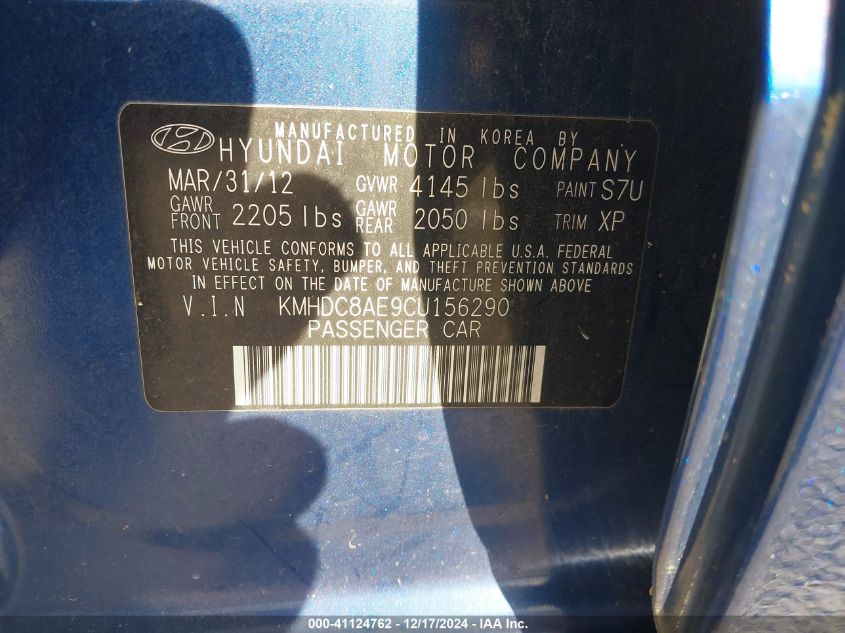 MANUFACTURED IN KOREA BY
HYUNDAI MOTOR COMPANY
MAR/31/12 GVWR 4145 lbs PAINT S7U
GAWR FRONT 2205 lbs GAWR REAR 2050 lbs TRIM XP
THIS VEHICLE CONFORMS TO ALL APPLICABLE U.S.A. FEDERAL
MOTOR VEHICLE SAFETY, BUMPER, AND THEFT PREVENTION STANDARDS
IN EFFECT ON THE DATE OF MANUFACTURE SHOWN ABOVE
V.I.N KMHDC8AE9CU156290
PASSENGER CAR
000-41124762 - 12/17/2024 - IAA Inc.